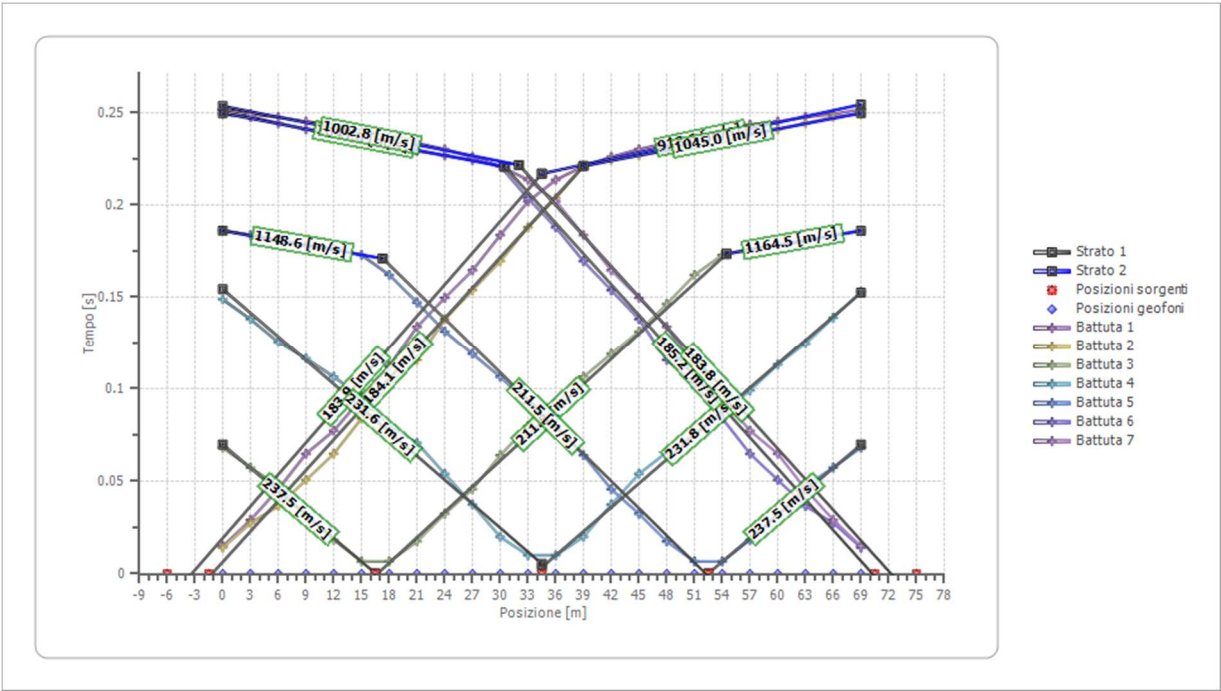 0.25
0.2
0.15
0.1
0.05
0
Tempo [s]
-9 -6 -3 0 3 6 9 12 15 18 21 24 27 30 33 36 39 42 45 48 51 54 57 60 63 66 69 72 75 78
Posizione [m]
1002.8 [m/s]
1045.0 [m/s]
1148.6 [m/s]
1164.5 [m/s]
184.1 [m/s]
185.2 [m/s]
183.8 [m/s]
231.6 [m/s]
211.5 [m/s]
231.8 [m/s]
237.5 [m/s]
237.5 [m/s]
Strato 1
Strato 2
Posizioni sorgenti
Posizioni geofoni
Battuta 1
Battuta 2
Battuta 3
Battuta 4
Battuta 5
Battuta 6
Battuta 7